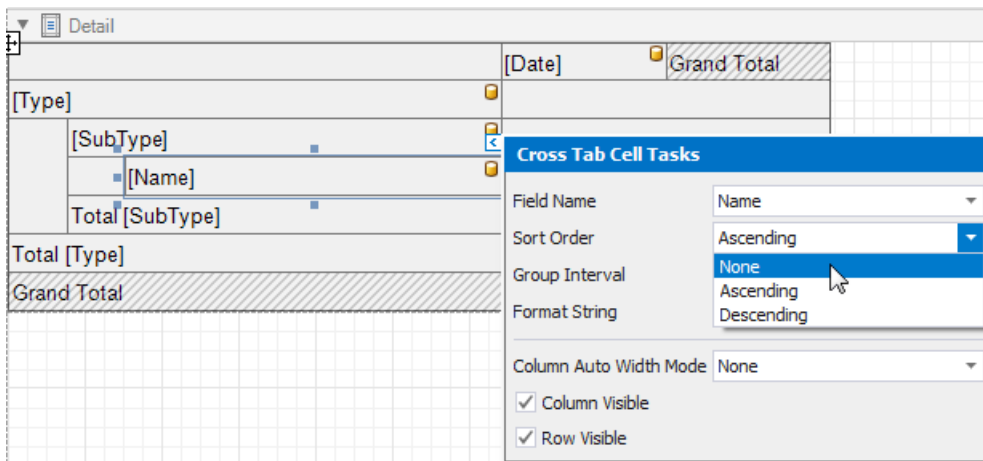 Detail
[Date] Grand Total
[Type]
[SubType]
[Name]
Total [SubType]
Total [Type]
Grand Total
Cross Tab Cell Tasks
Field Name Name
Sort Order Ascending
None
Group Interval
Ascending
Format String
Descending
Column Auto Width Mode None
Column Visible
Row Visible